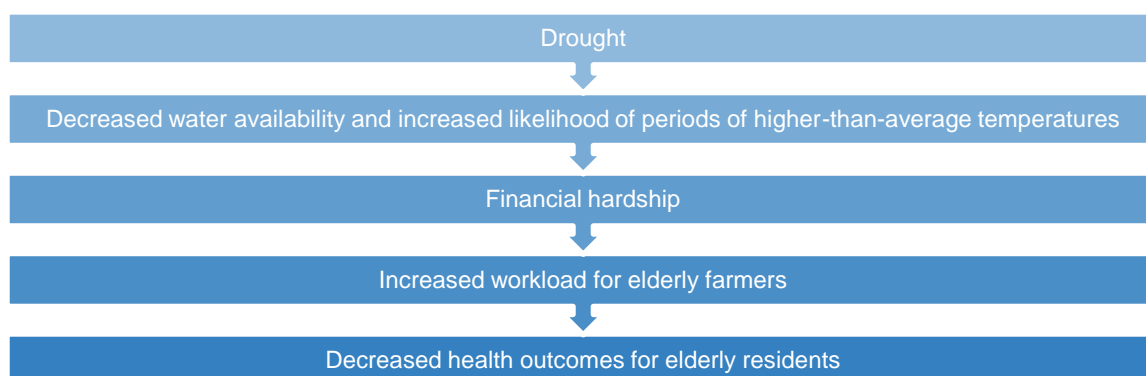 Drought
Decreased water availability and increased likelihood of periods of higher-than-average temperatures
Financial hardship
Increased workload for elderly farmers
Decreased health outcomes for elderly residents